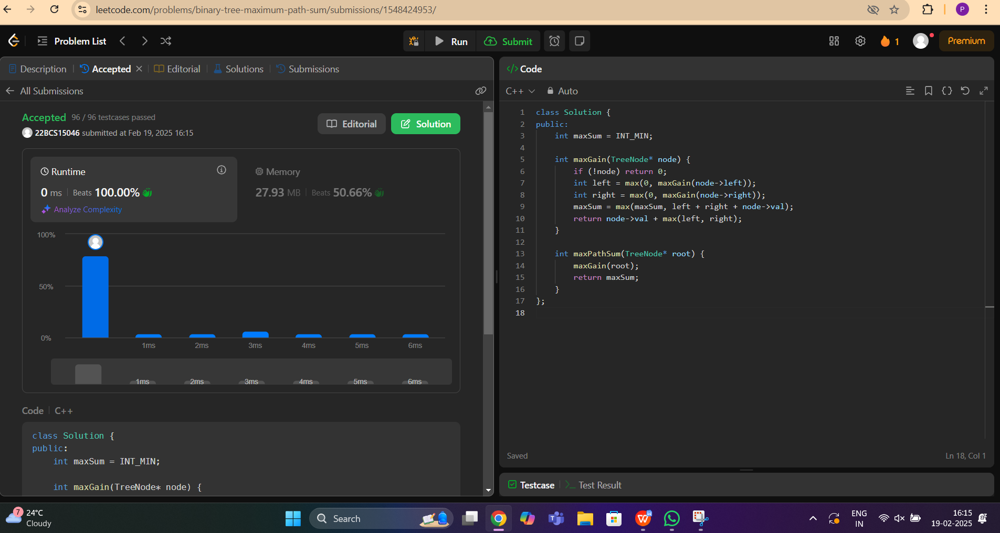 leetcode.com/problems/binary-tree-maximum-path-sum/submissions/1548424953/
P
Problem List
Run
Submit
1
Premium
Description
Accepted
Editorial
Solutions
Submissions
All Submissions
Accepted 96 / 96 testcases passed
22BCS15046 submitted at Feb 19, 2025 16:15
Editorial
Solution
Runtime
0 ms Beats 100.00%
Analyze Complexity
Memory
27.93 MB Beats 50.66%
100%
50%
0%
1ms 2ms 3ms 4ms 5ms 6ms
1ms 2ms 3ms 4ms 5ms 6ms
Code C++
class Solution {
public:
    int maxSum = INT_MIN;
    int maxGain(TreeNode* node) {
</> Code
C++ Auto
1 class Solution {
2 public:
3     int maxSum = INT_MIN;
4
5     int maxGain(TreeNode* node) {
6         if (!node) return 0;
7         int left = max(0, maxGain(node->left));
8         int right = max(0, maxGain(node->right));
9         maxSum = max(maxSum, left + right + node->val);
10         return node->val + max(left, right);
11     }
12
13     int maxPathSum(TreeNode* root) {
14         maxGain(root);
15         return maxSum;
16     }
17 };
18
Saved
Ln 18, Col 1
Testcase
>_ Test Result
7
24°C
Cloudy
Search
ENG
IN
16:15
19-02-2025